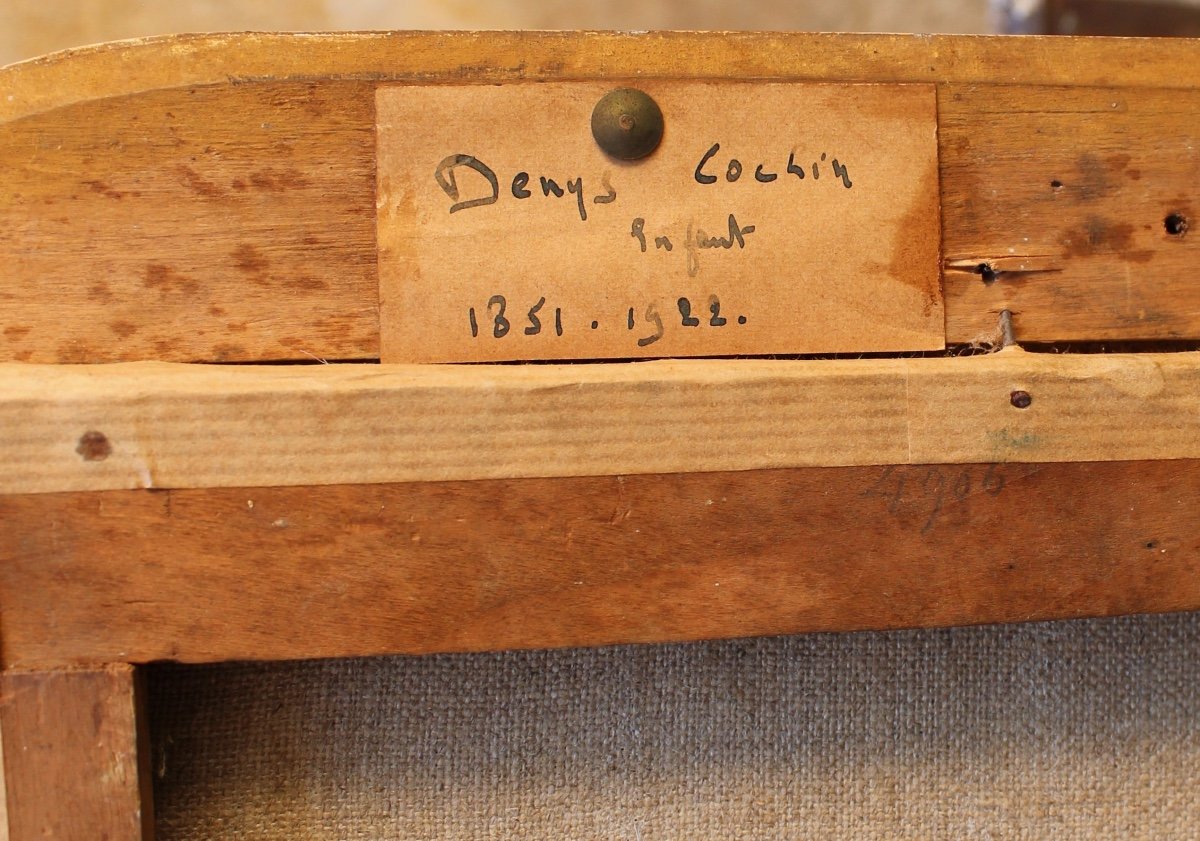 Denys Cochin
Enfant
1851.1922.